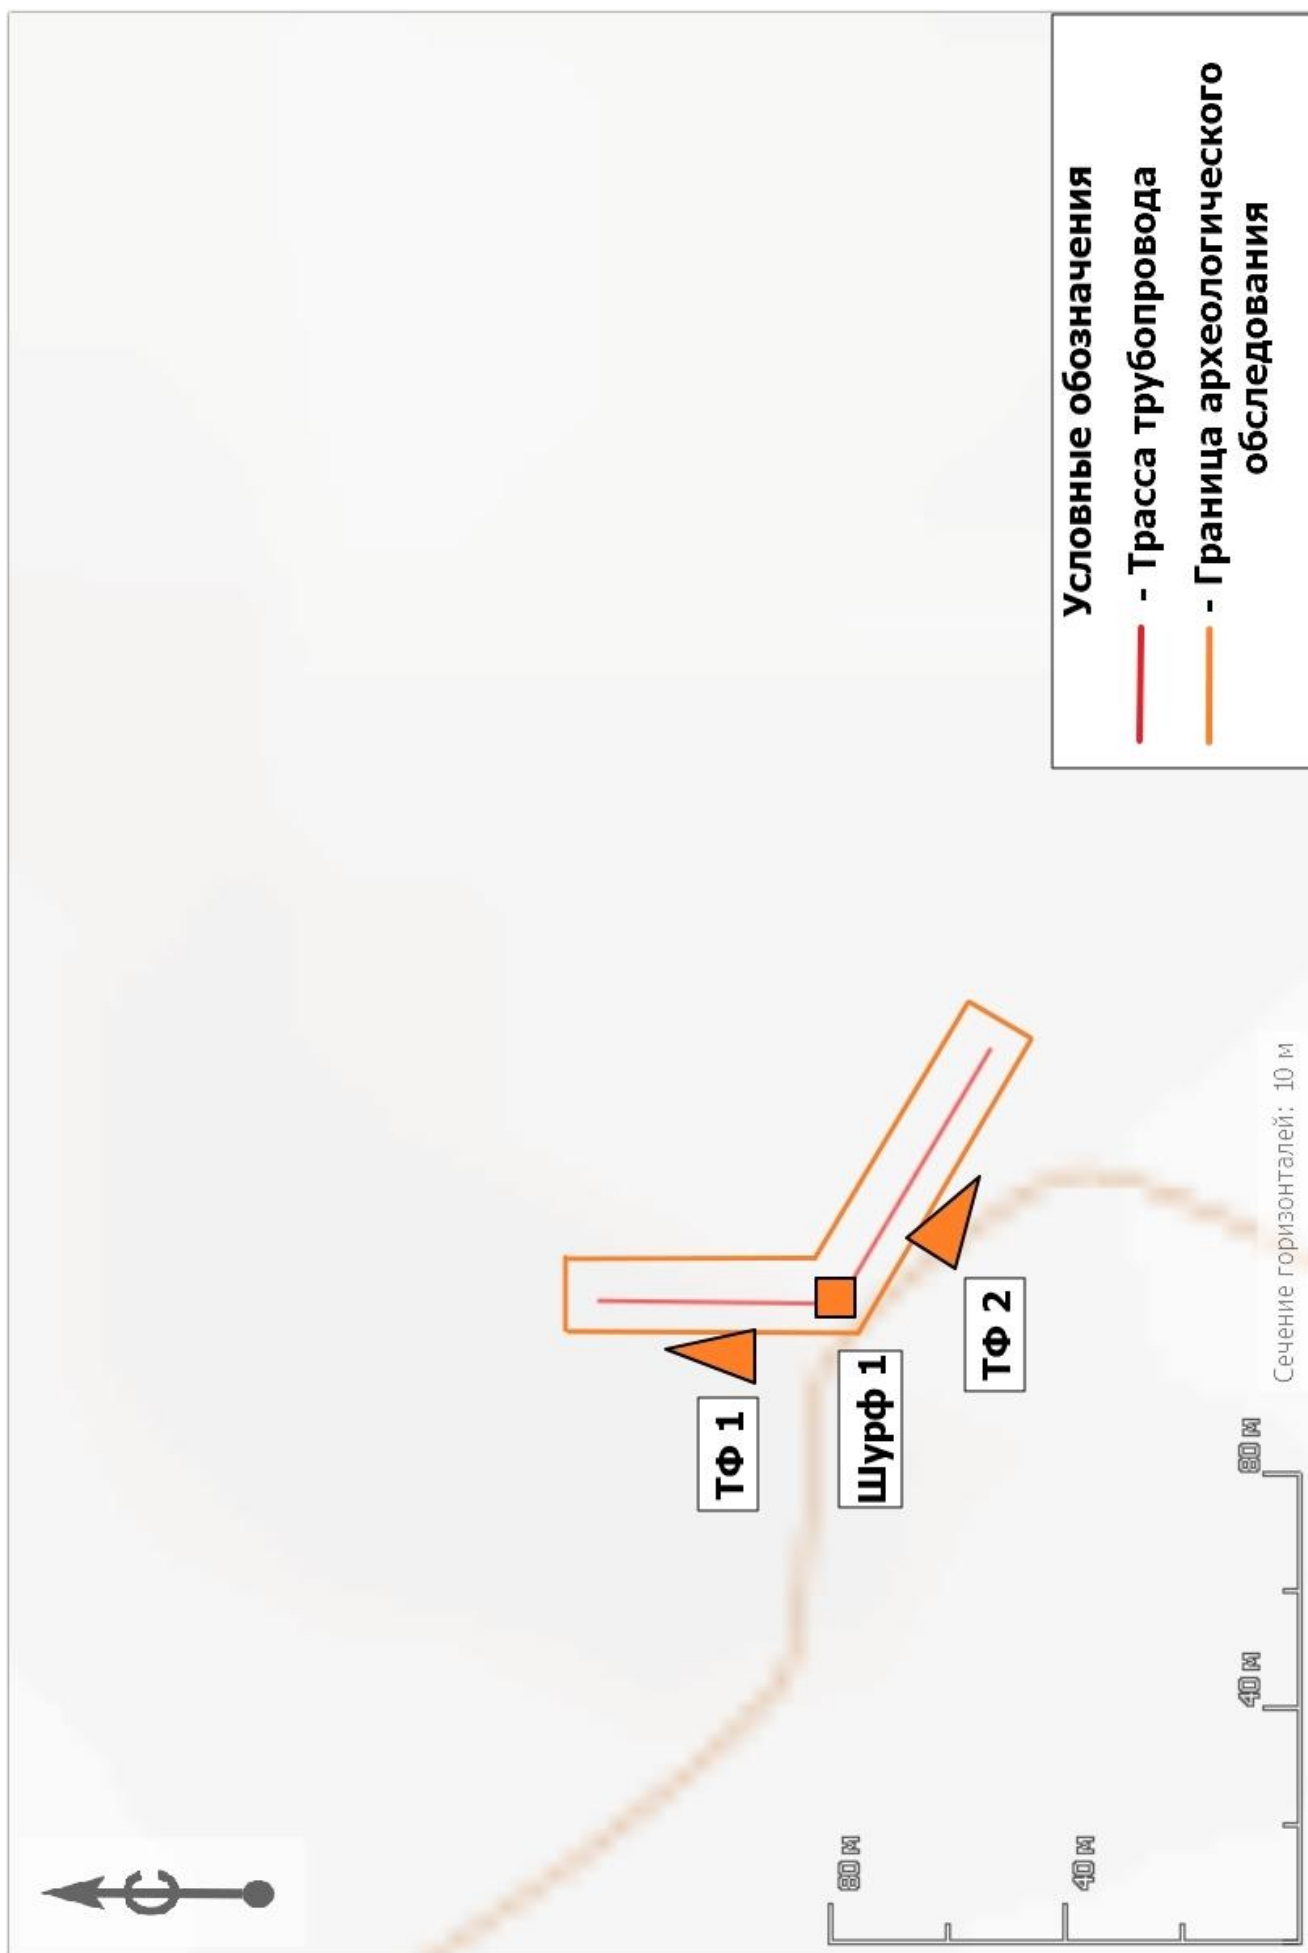 С
ТФ 1
Шурф 1
ТФ 2
80 м
40 м
40 м
80 м
Сечение горизонталей: 10 м
Условные обозначения
- Трасса трубопровода
- Граница археологического
обследования